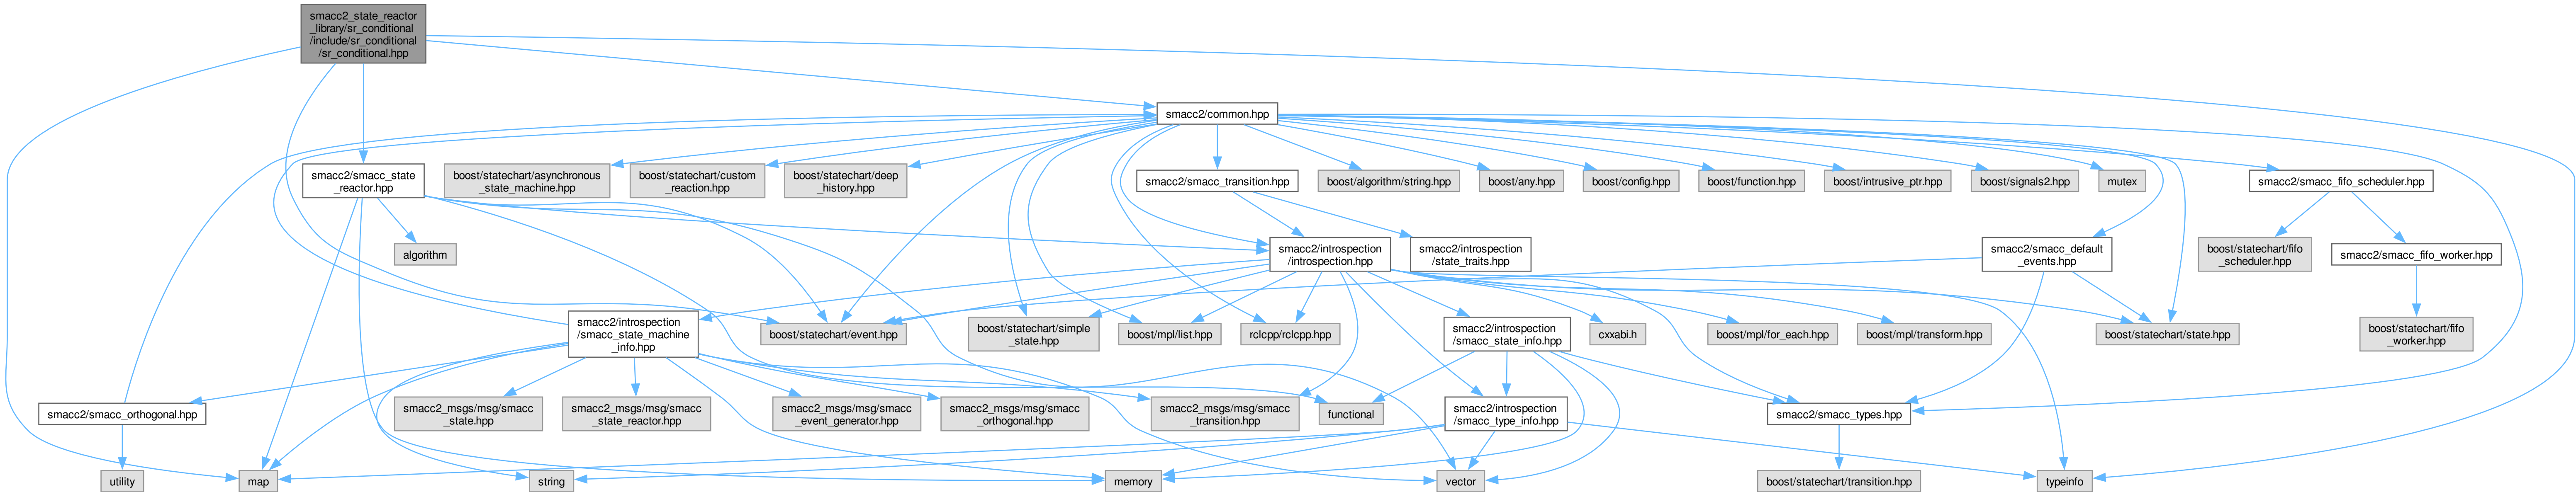 smacc2_state_reactor
_library/sr_conditional
/include/sr_conditional
/sr_conditional.hpp
smacc2/common.hpp
smacc2/smacc_state
_reactor.hpp
boost/statechart/asynchronous
_state_machine.hpp
boost/statechart/custom
_reaction.hpp
boost/statechart/deep
_history.hpp
smacc2/smacc_transition.hpp
boost/algorithm/string.hpp
boost/any.hpp
boost/config.hpp
boost/function.hpp
boost/intrusive_ptr.hpp
boost/signals2.hpp
mutex
smacc2/smacc_fifo_scheduler.hpp
algorithm
smacc2/introspection
/introspection.hpp
smacc2/introspection
/state_traits.hpp
smacc2/smacc_default
_events.hpp
boost/statechart/fifo
_scheduler.hpp
smacc2/smacc_fifo_worker.hpp
smacc2/introspection
/smacc_state_machine
_info.hpp
boost/statechart/event.hpp
boost/statechart/simple
_state.hpp
boost/mpl/list.hpp
rclcpp/rclcpp.hpp
smacc2/introspection
/smacc_state_info.hpp
cxxabi.h
boost/mpl/for_each.hpp
boost/mpl/transform.hpp
boost/statechart/state.hpp
boost/statechart/fifo
_worker.hpp
smacc2/smacc_orthogonal.hpp
smacc2_msgs/msg/smacc
_state.hpp
smacc2_msgs/msg/smacc
_state_reactor.hpp
smacc2_msgs/msg/smacc
_event_generator.hpp
smacc2_msgs/msg/smacc
_orthogonal.hpp
smacc2_msgs/msg/smacc
_transition.hpp
functional
smacc2/introspection
/smacc_type_info.hpp
smacc2/smacc_types.hpp
utility
map
string
memory
vector
boost/statechart/transition.hpp
typeinfo